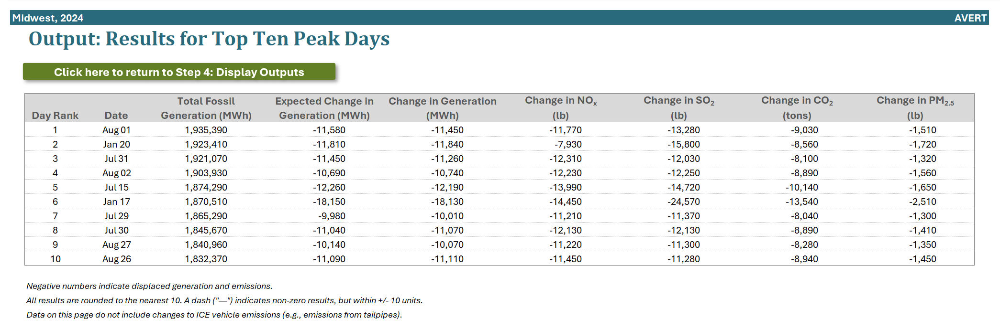 Midwest, 2024 AVERT
Output: Results for Top Ten Peak Days
Click here to return to Step 4: Display Outputs
Total Fossil Expected Change in Change in Generation Change in NOx Change in SO2 Change in CO2 Change in PM2.5
Day Rank Date Generation (MWh) Generation (MWh) (MWh) (lb) (lb) (tons) (lb)
1 Aug 01 1,935,390 -11,580 -11,450 -11,770 -13,280 -9,030 -1,510
2 Jan 20 1,923,410 -11,810 -11,840 -7,930 -15,800 -8,560 -1,720
3 Jul 31 1,921,070 -11,450 -11,260 -12,310 -12,030 -8,100 -1,320
4 Aug 02 1,903,930 -10,690 -10,740 -12,230 -12,250 -8,890 -1,560
5 Jul 15 1,874,290 -12,260 -12,190 -13,990 -14,720 -10,140 -1,650
6 Jan 17 1,870,510 -18,150 -18,130 -14,450 -24,570 -13,540 -2,510
7 Jul 29 1,865,290 -9,980 -10,010 -11,210 -11,370 -8,040 -1,300
8 Jul 30 1,845,670 -11,040 -11,070 -12,130 -12,130 -8,890 -1,410
9 Aug 27 1,840,960 -10,140 -10,070 -11,220 -11,300 -8,280 -1,350
10 Aug 26 1,832,370 -11,090 -11,110 -11,450 -11,280 -8,940 -1,450
Negative numbers indicate displaced generation and emissions.
All results are rounded to the nearest 10. A dash ("—") indicates non-zero results, but within +/- 10 units.
Data on this page do not include changes to ICE vehicle emissions (e.g., emissions from tailpipes).